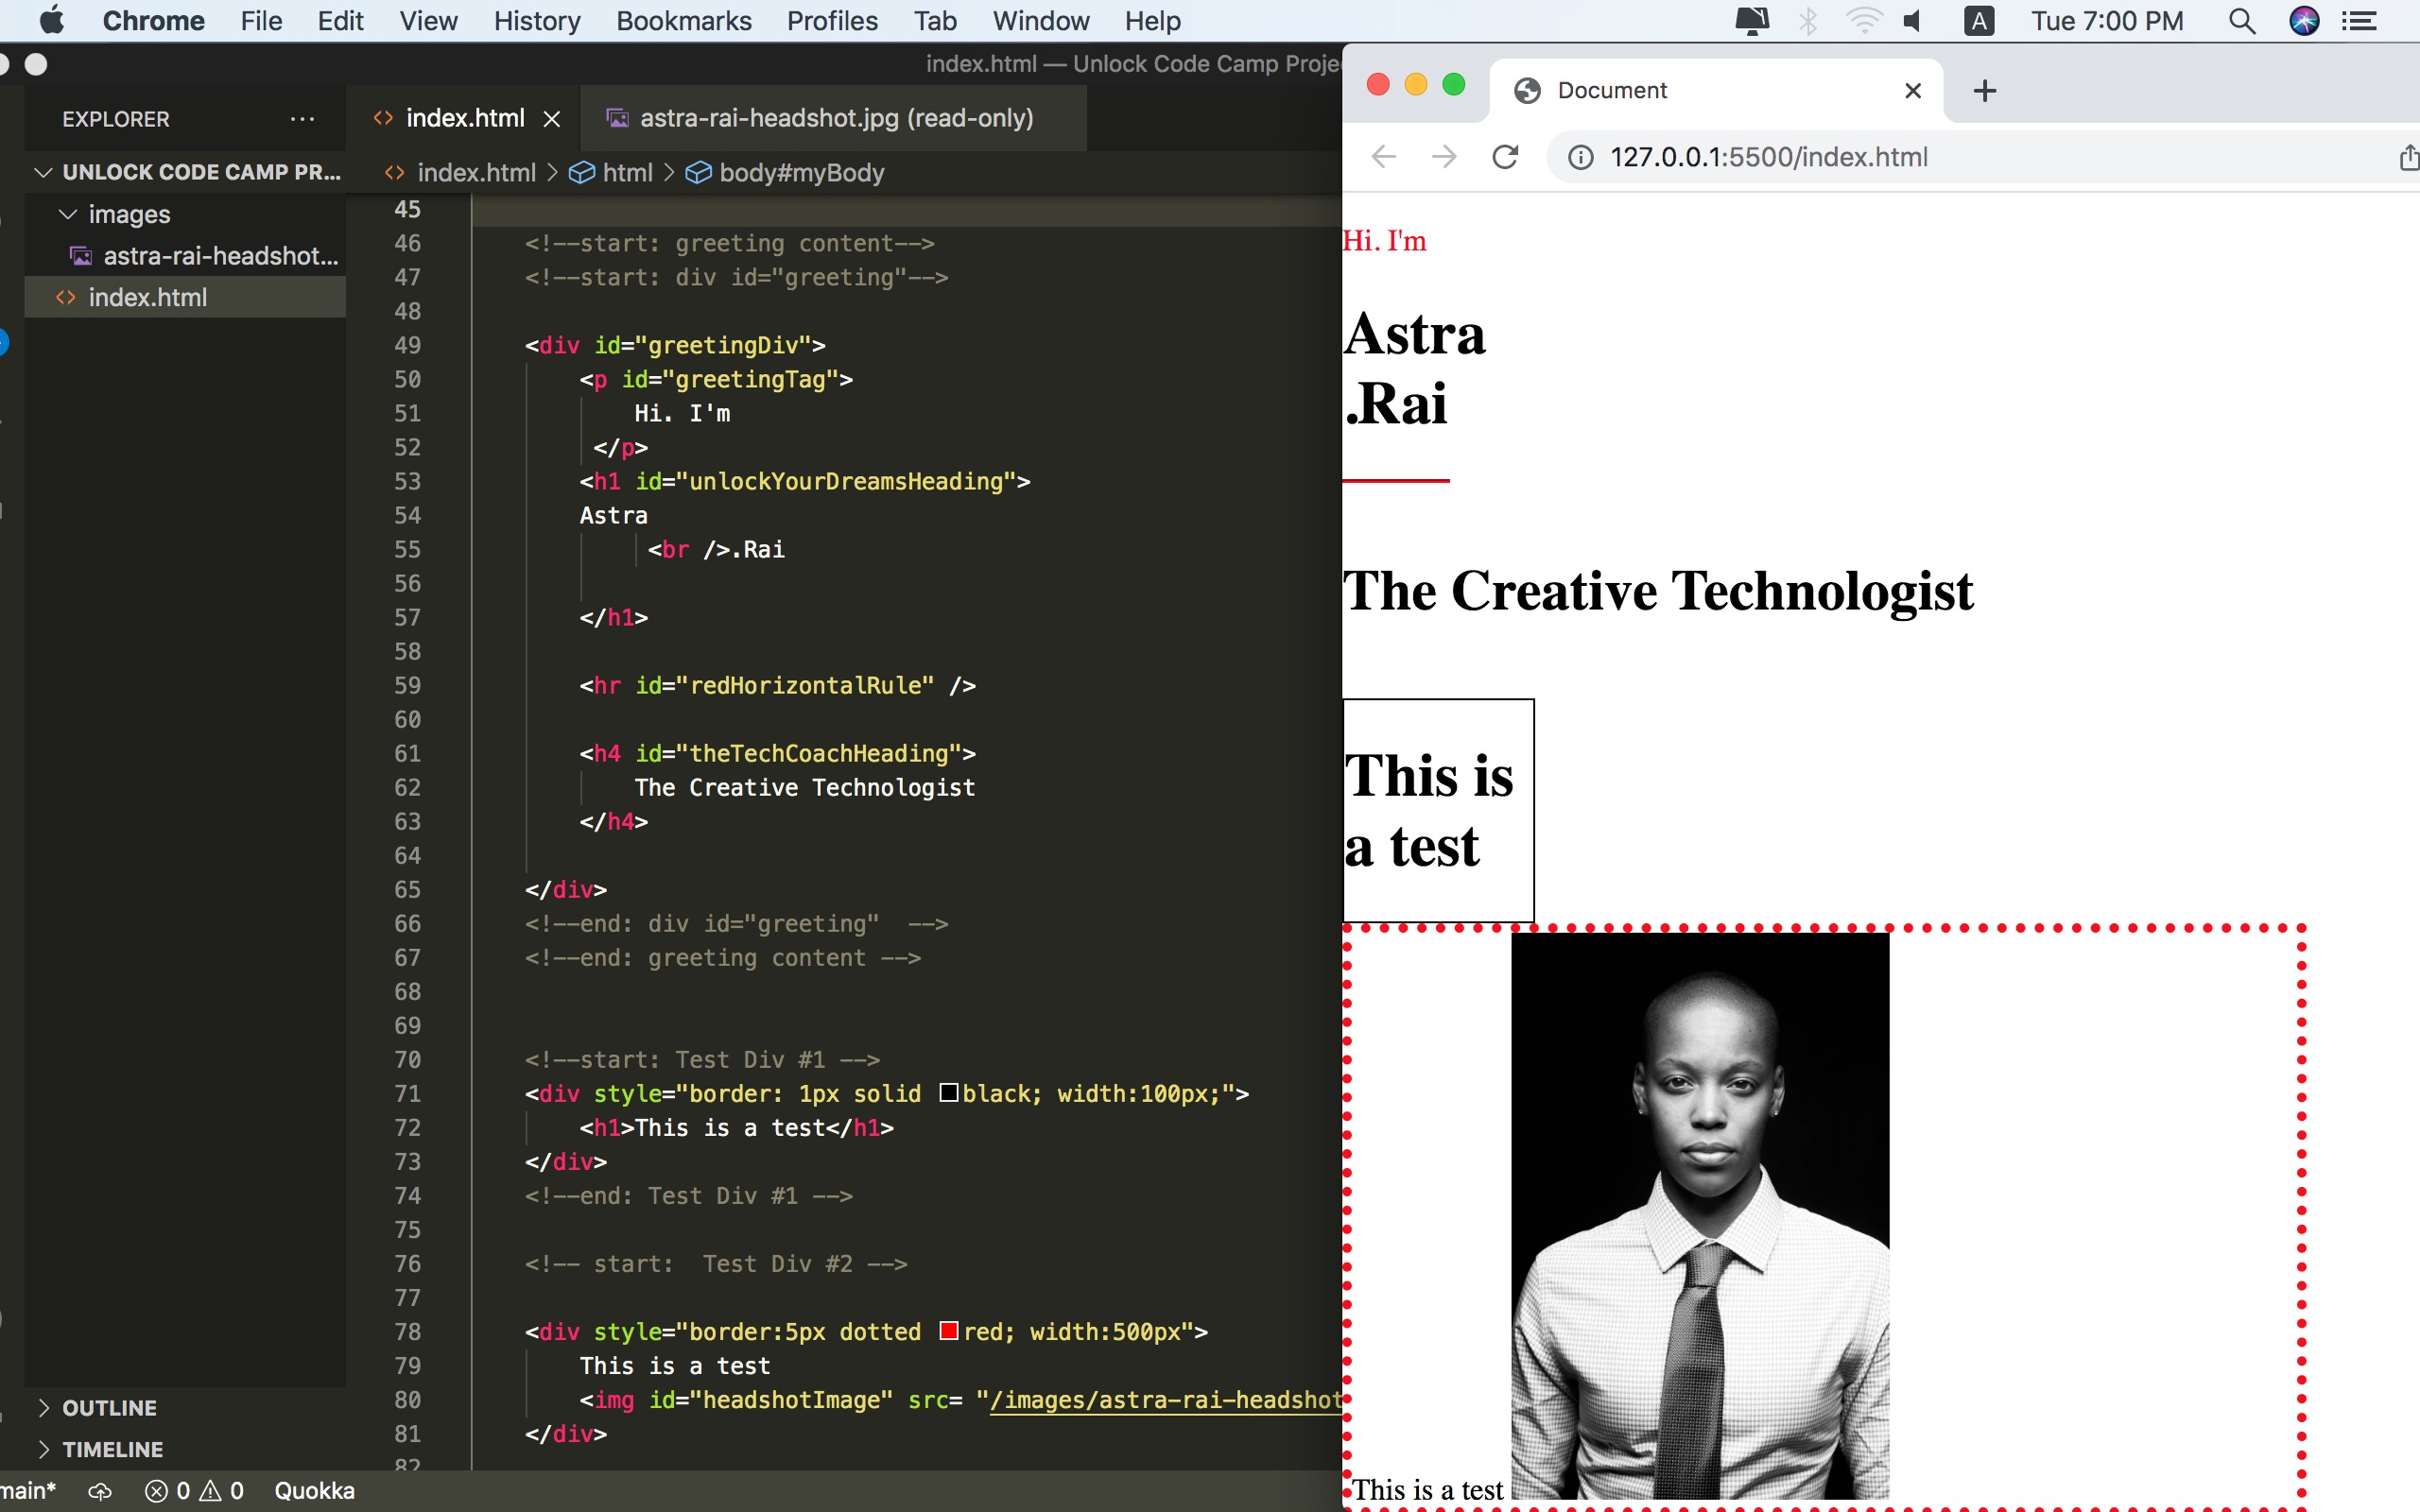 Chrome File Edit View History Bookmarks Profiles Tab Window Help A Tue 7:00 PM
index.html — Unlock Code Camp
EXPLORER ···
UNLOCK CODE CAMP PR...
images
astra-rai-headshot...
index.html
OUTLINE
TIMELINE
main* 0 0 Quokka
index.html astra-rai-headshot.jpg (read-only)
index.html > html > body#myBody
45
46 <!--start: greeting content-->
47 <!--start: div id="greeting"-->
48
49 <div id="greetingDiv">
50 <p id="greetingTag">
51 Hi. I'm
52 </p>
53 <h1 id="unlockYourDreamsHeading">
54 Astra
55 <br />.Rai
56
57 </h1>
58
59 <hr id="redHorizontalRule" />
60
61 <h4 id="theTechCoachHeading">
62 The Creative Technologist
63 </h4>
64
65 </div>
66 <!--end: div id="greeting"  -->
67 <!--end: greeting content -->
68
69
70 <!--start: Test Div #1 -->
71 <div style="border: 1px solid black; width:100px;">
72 <h1>This is a test</h1>
73 </div>
74 <!--end: Test Div #1 -->
75
76 <!-- start:  Test Div #2 -->
77
78 <div style="border:5px dotted red; width:500px">
79 This is a test
80 <img id="headshotImage" src= "/images/astra-rai-headshot
81 </div>
82
Document
127.0.0.1:5500/index.html
Hi. I'm
Astra
.Rai
The Creative Technologist
This is
a test
This is a test